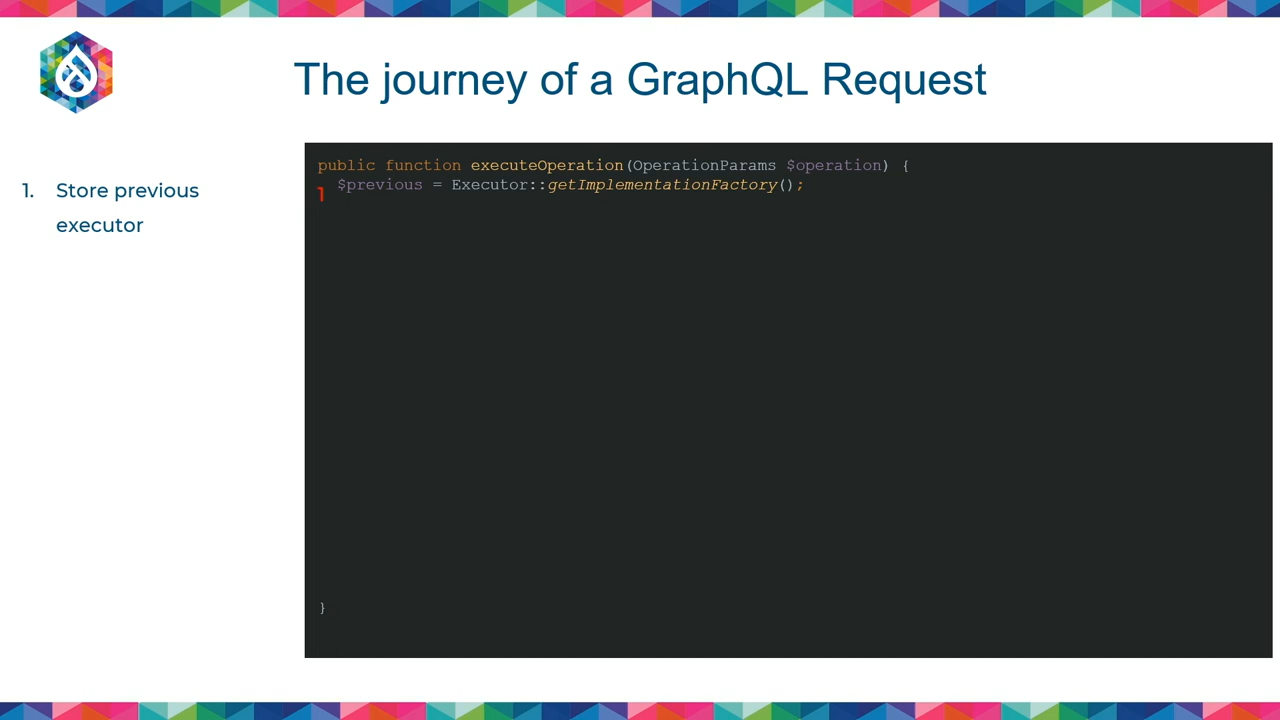 The journey of a GraphQL Request
1. Store previous
executor
public function executeOperation(OperationParams $operation) {
1 $previous = Executor::getImplementationFactory();
}